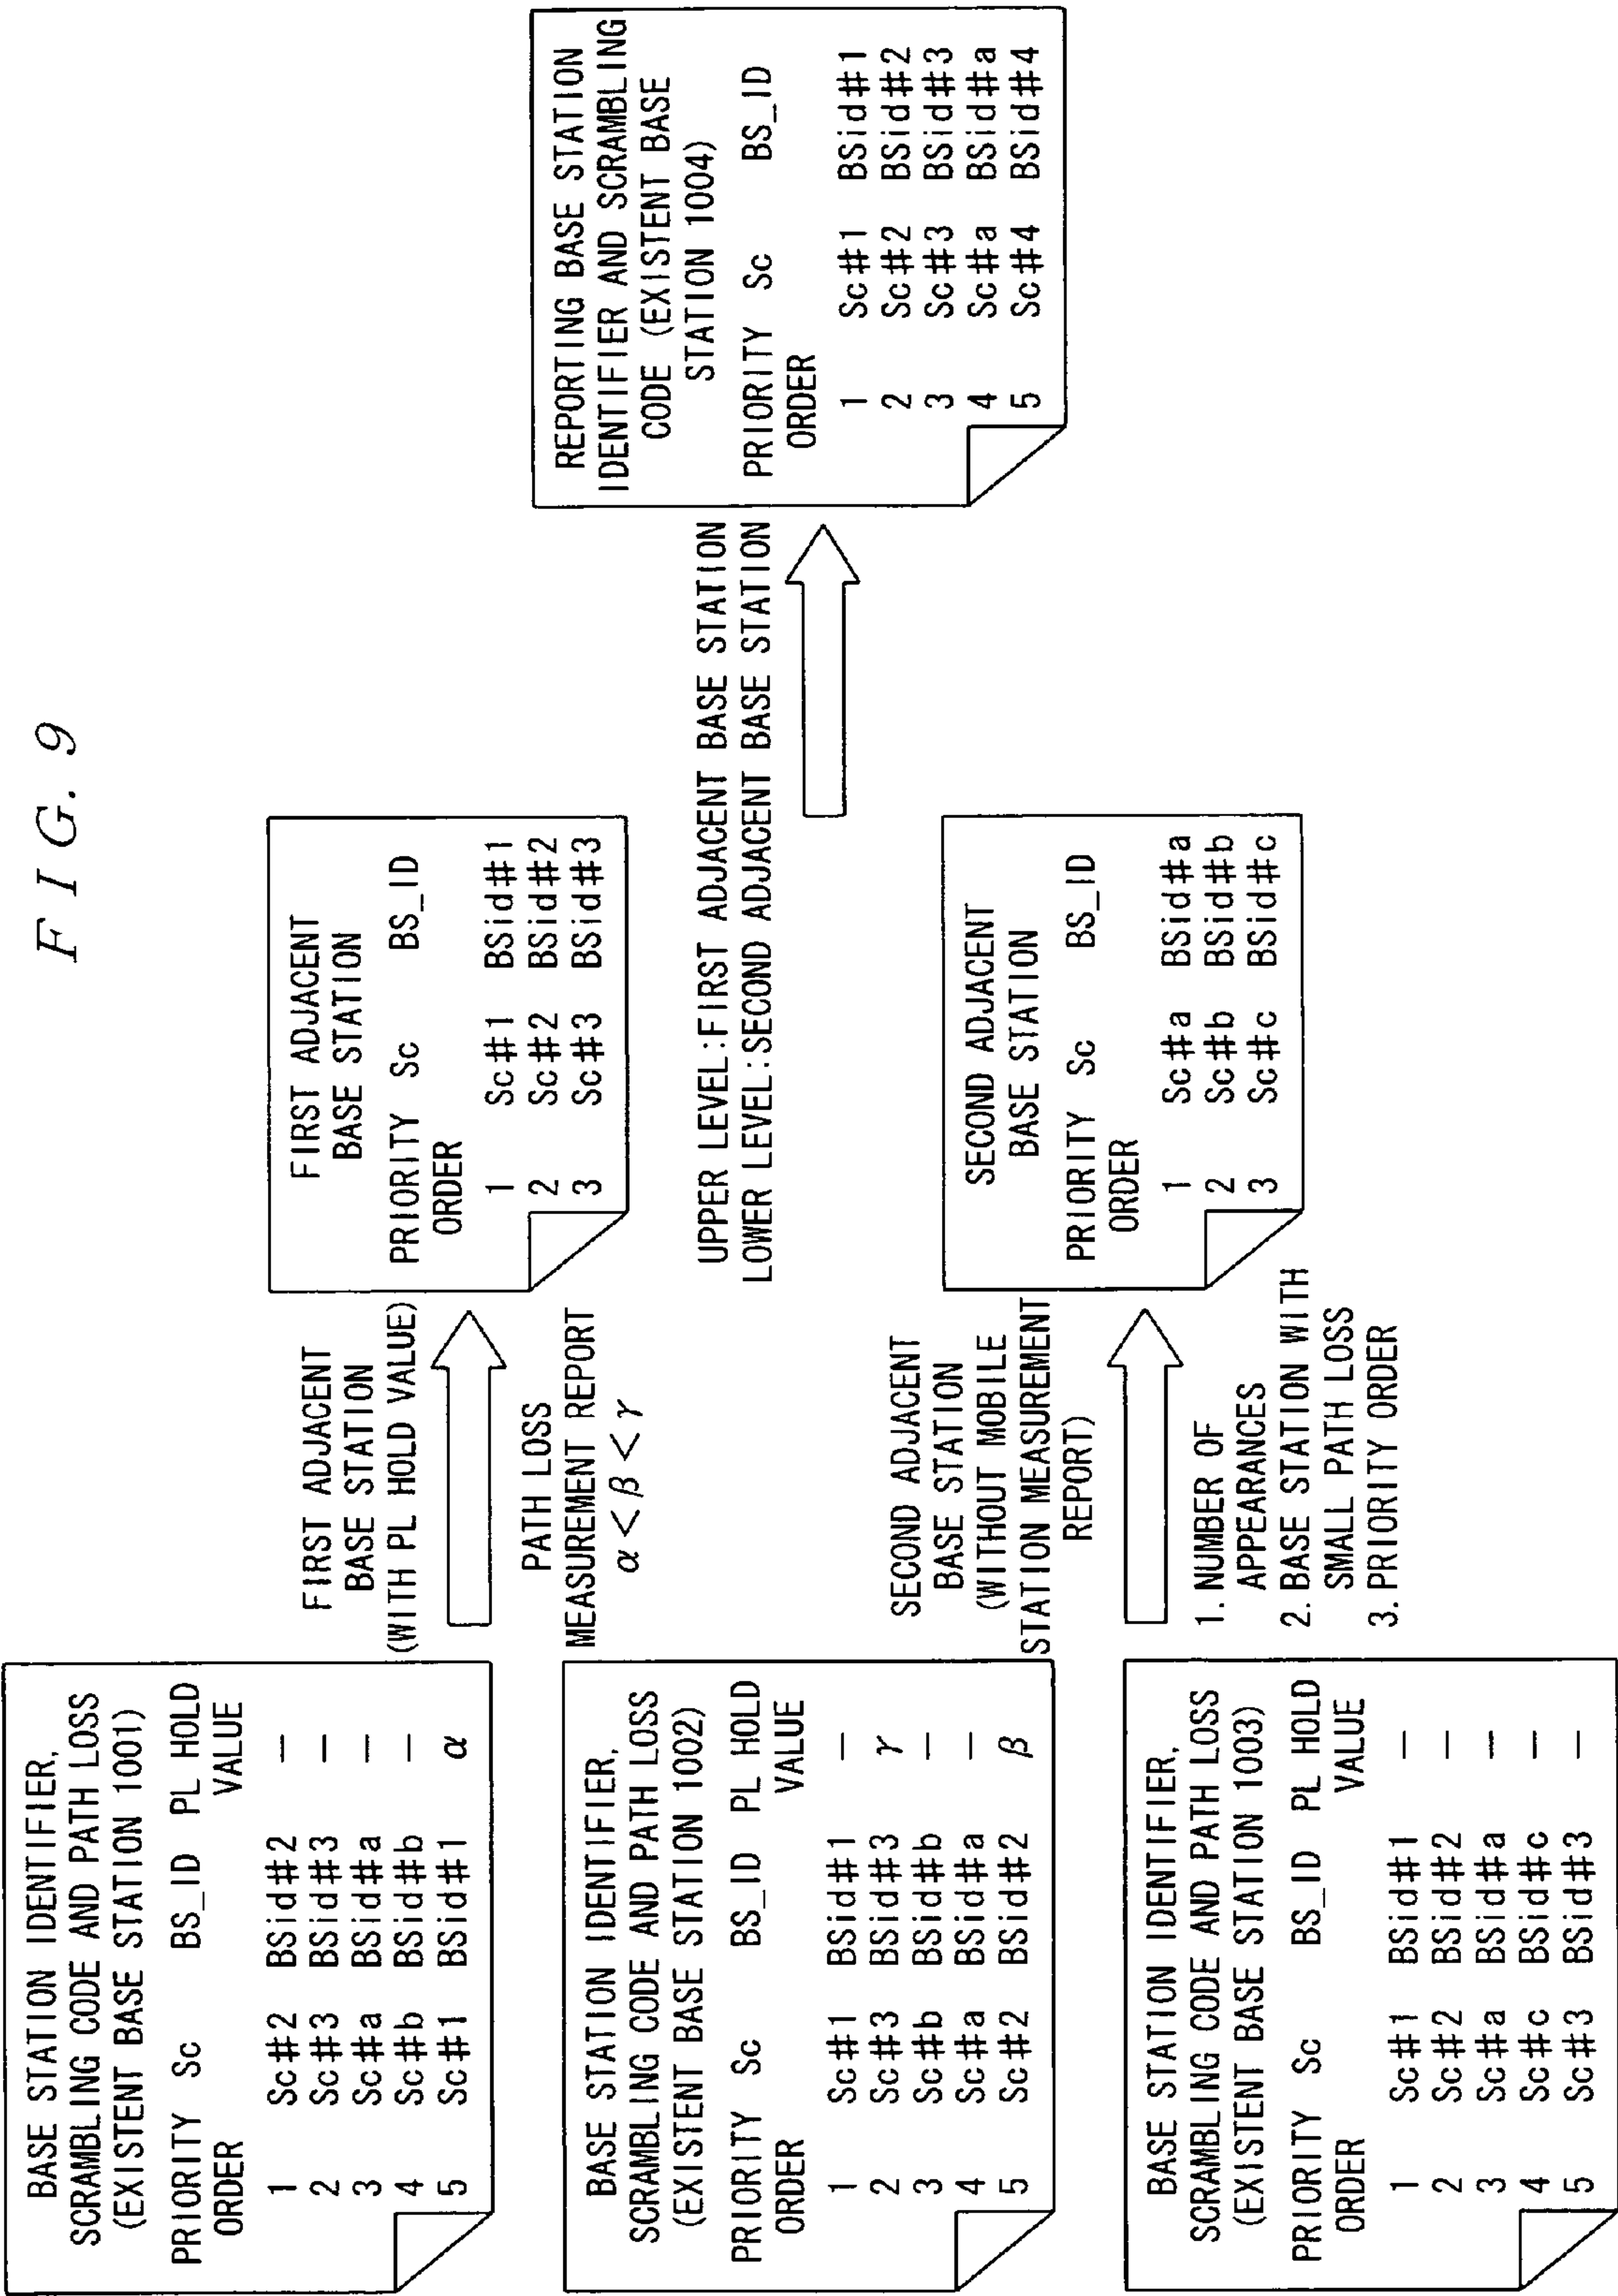 FIG. 9
BASE STATION IDENTIFIER,
SCRAMBLING CODE AND PATH LOSS
(EXISTENT BASE STATION 1001)
PRIORITY Sc BS_ID PL HOLD
ORDER VALUE
1 Sc#2 BSid#2 —
2 Sc#3 BSid#3 —
3 Sc#a BSid#a —
4 Sc#b BSid#b —
5 Sc#1 BSid#1 α
BASE STATION IDENTIFIER,
SCRAMBLING CODE AND PATH LOSS
(EXISTENT BASE STATION 1002)
PRIORITY Sc BS_ID PL HOLD
ORDER VALUE
1 Sc#1 BSid#1 —
2 Sc#3 BSid#3 γ
3 Sc#b BSid#b —
4 Sc#a BSid#a —
5 Sc#2 BSid#2 β
BASE STATION IDENTIFIER,
SCRAMBLING CODE AND PATH LOSS
(EXISTENT BASE STATION 1003)
PRIORITY Sc BS_ID PL HOLD
ORDER VALUE
1 Sc#1 BSid#1 —
2 Sc#2 BSid#2 —
3 Sc#a BSid#a —
4 Sc#c BSid#c —
5 Sc#3 BSid#3 —
FIRST ADJACENT
BASE STATION
(WITH PL HOLD VALUE)
PATH LOSS
MEASUREMENT REPORT
α<β<γ
SECOND ADJACENT
BASE STATION
(WITHOUT MOBILE
STATION MEASUREMENT
REPORT)
1. NUMBER OF
APPEARANCES
2. BASE STATION WITH
SMALL PATH LOSS
3. PRIORITY ORDER
FIRST ADJACENT
BASE STATION
PRIORITY Sc BS_ID
ORDER
1 Sc#1 BSid#1
2 Sc#2 BSid#2
3 Sc#3 BSid#3
SECOND ADJACENT
BASE STATION
PRIORITY Sc BS_ID
ORDER
1 Sc#a BSid#a
2 Sc#b BSid#b
3 Sc#c BSid#c
UPPER LEVEL:FIRST ADJACENT BASE STATION
LOWER LEVEL:SECOND ADJACENT BASE STATION
REPORTING BASE STATION
IDENTIFIER AND SCRAMBLING
CODE (EXISTENT BASE
STATION 1004)
PRIORITY Sc BS_ID
ORDER
1 Sc#1 BSid#1
2 Sc#2 BSid#2
3 Sc#3 BSid#3
4 Sc#a BSid#a
5 Sc#4 BSid#4